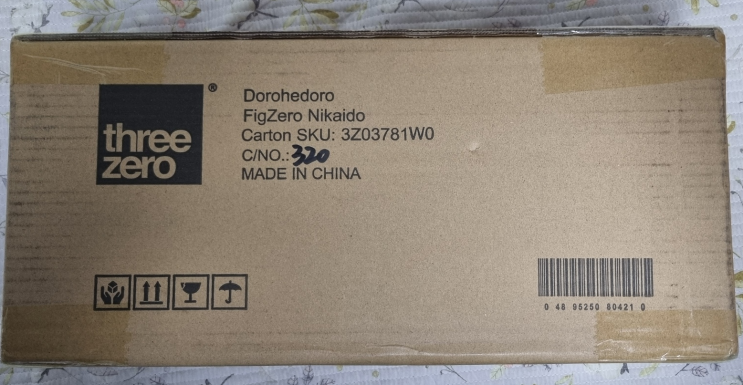 three
zero
®
Dorohedoro
FigZero Nikaido
Carton SKU: 3Z03781W0
C/NO.: 320
MADE IN CHINA
0 48 95250 80421 0